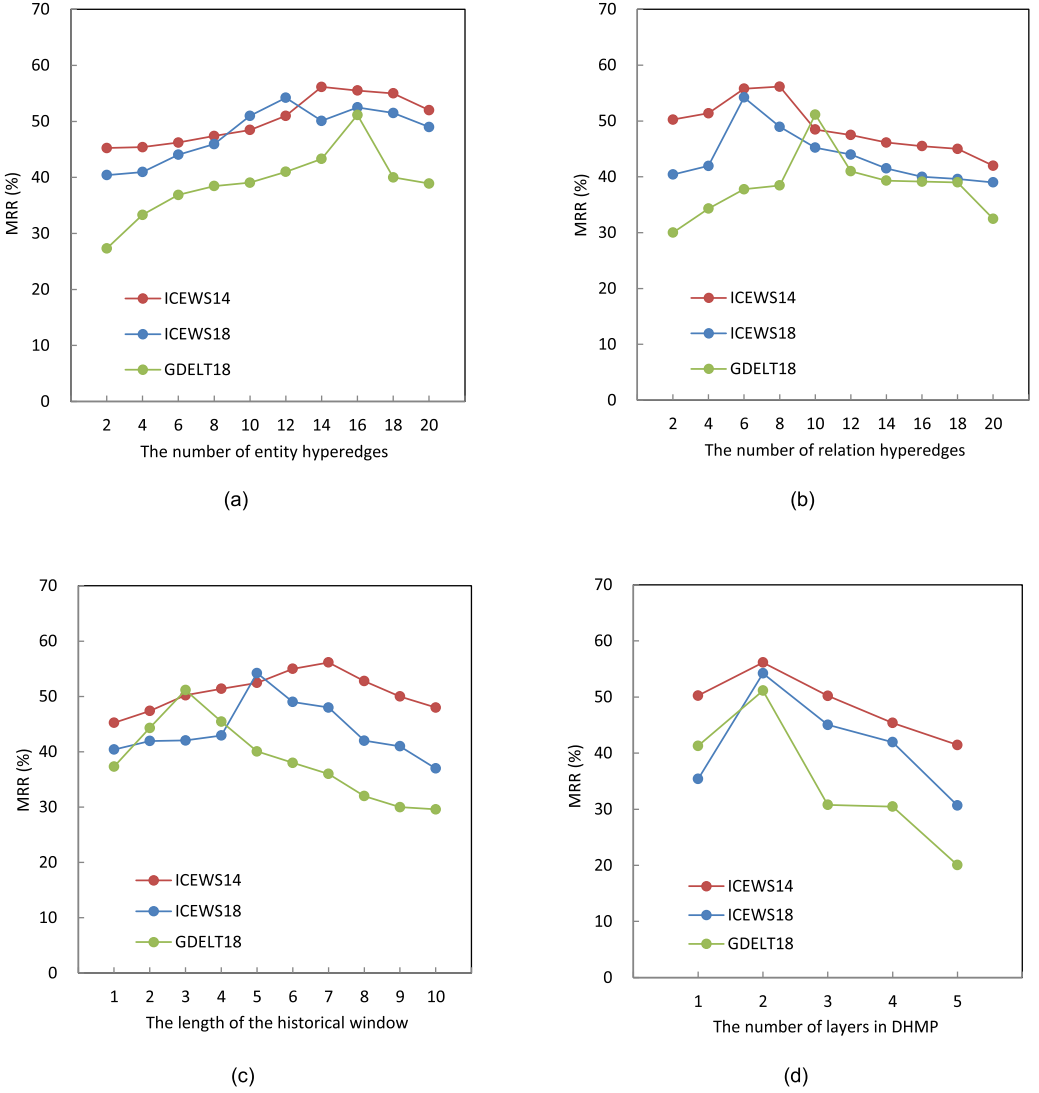 70
60
50
40
30
20
10
0
MRR (%)
ICEWS14
ICEWS18
GDELT18
2 4 6 8 10 12 14 16 18 20
The number of entity hyperedges
(a)
70
60
50
40
30
20
10
0
MRR (%)
ICEWS14
ICEWS18
GDELT18
2 4 6 8 10 12 14 16 18 20
The number of relation hyperedges
(b)
70
60
50
40
30
20
10
0
MRR (%)
ICEWS14
ICEWS18
GDELT18
1 2 3 4 5 6 7 8 9 10
The length of the historical window
(c)
70
60
50
40
30
20
10
0
MRR (%)
ICEWS14
ICEWS18
GDELT18
1 2 3 4 5
The number of layers in DHMP
(d)